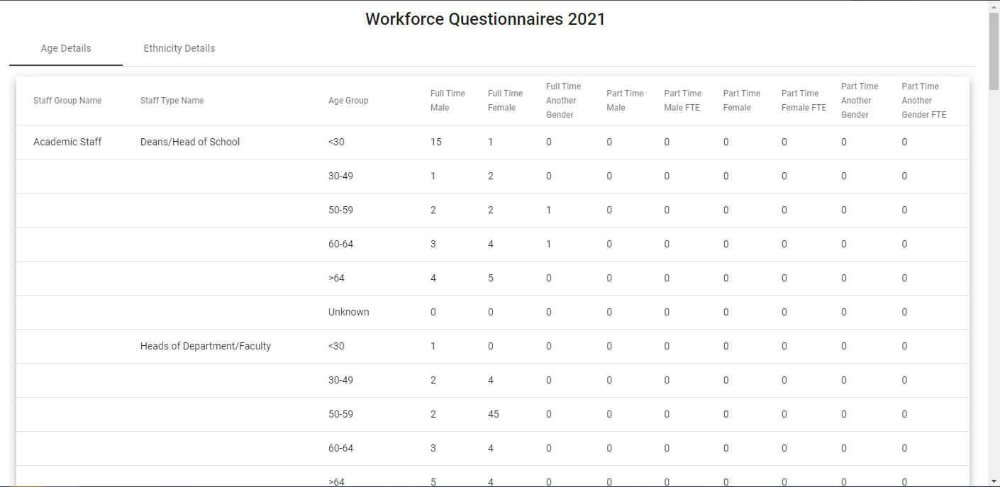 Workforce Questionnaires 2021
Age Details Ethnicity Details
Staff Group Name Staff Type Name Age Group Full Time Male Full Time Female Full Time Another Gender Part Time Male Part Time Male FTE Part Time Female Part Time Female FTE Part Time Another Gender Part Time Another Gender FTE
Academic Staff Deans/Head of School <30 15 1 0 0 0 0 0 0 0
30-49 1 2 0 0 0 0 0 0 0
50-59 2 2 1 0 0 0 0 0 0
60-64 3 4 1 0 0 0 0 0 0
>64 4 5 0 0 0 0 0 0 0
Unknown 0 0 0 0 0 0 0 0 0
Heads of Department/Faculty <30 1 0 0 0 0 0 0 0 0
30-49 2 4 0 0 0 0 0 0 0
50-59 2 45 0 0 0 0 0 0 0
60-64 3 4 0 0 0 0 0 0 0
>64 5 4 0 0 0 0 0 0 0